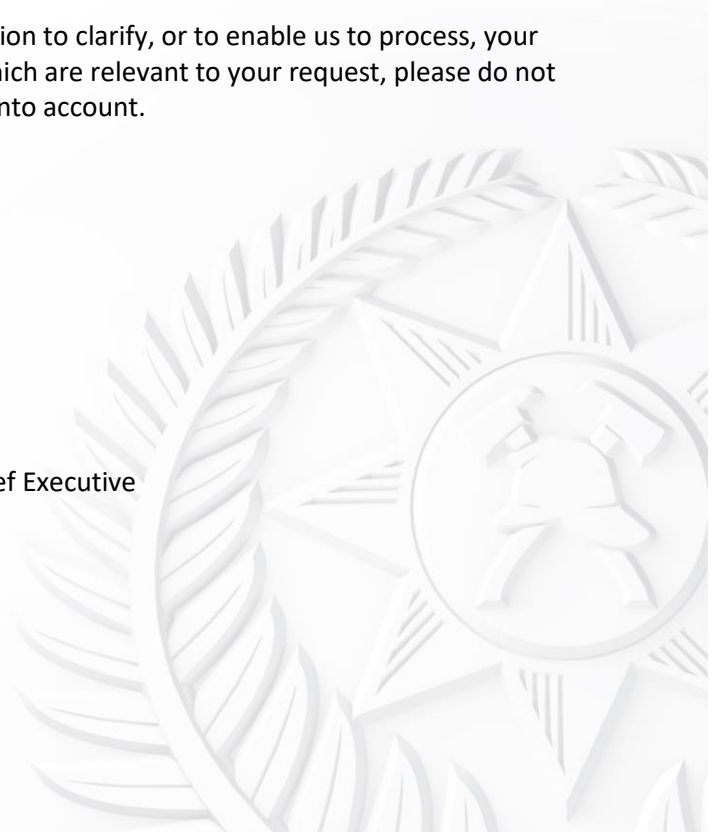 ion to clarify, or to enable us to process, your
hich are relevant to your request, please do not
nto account.
ef Executive